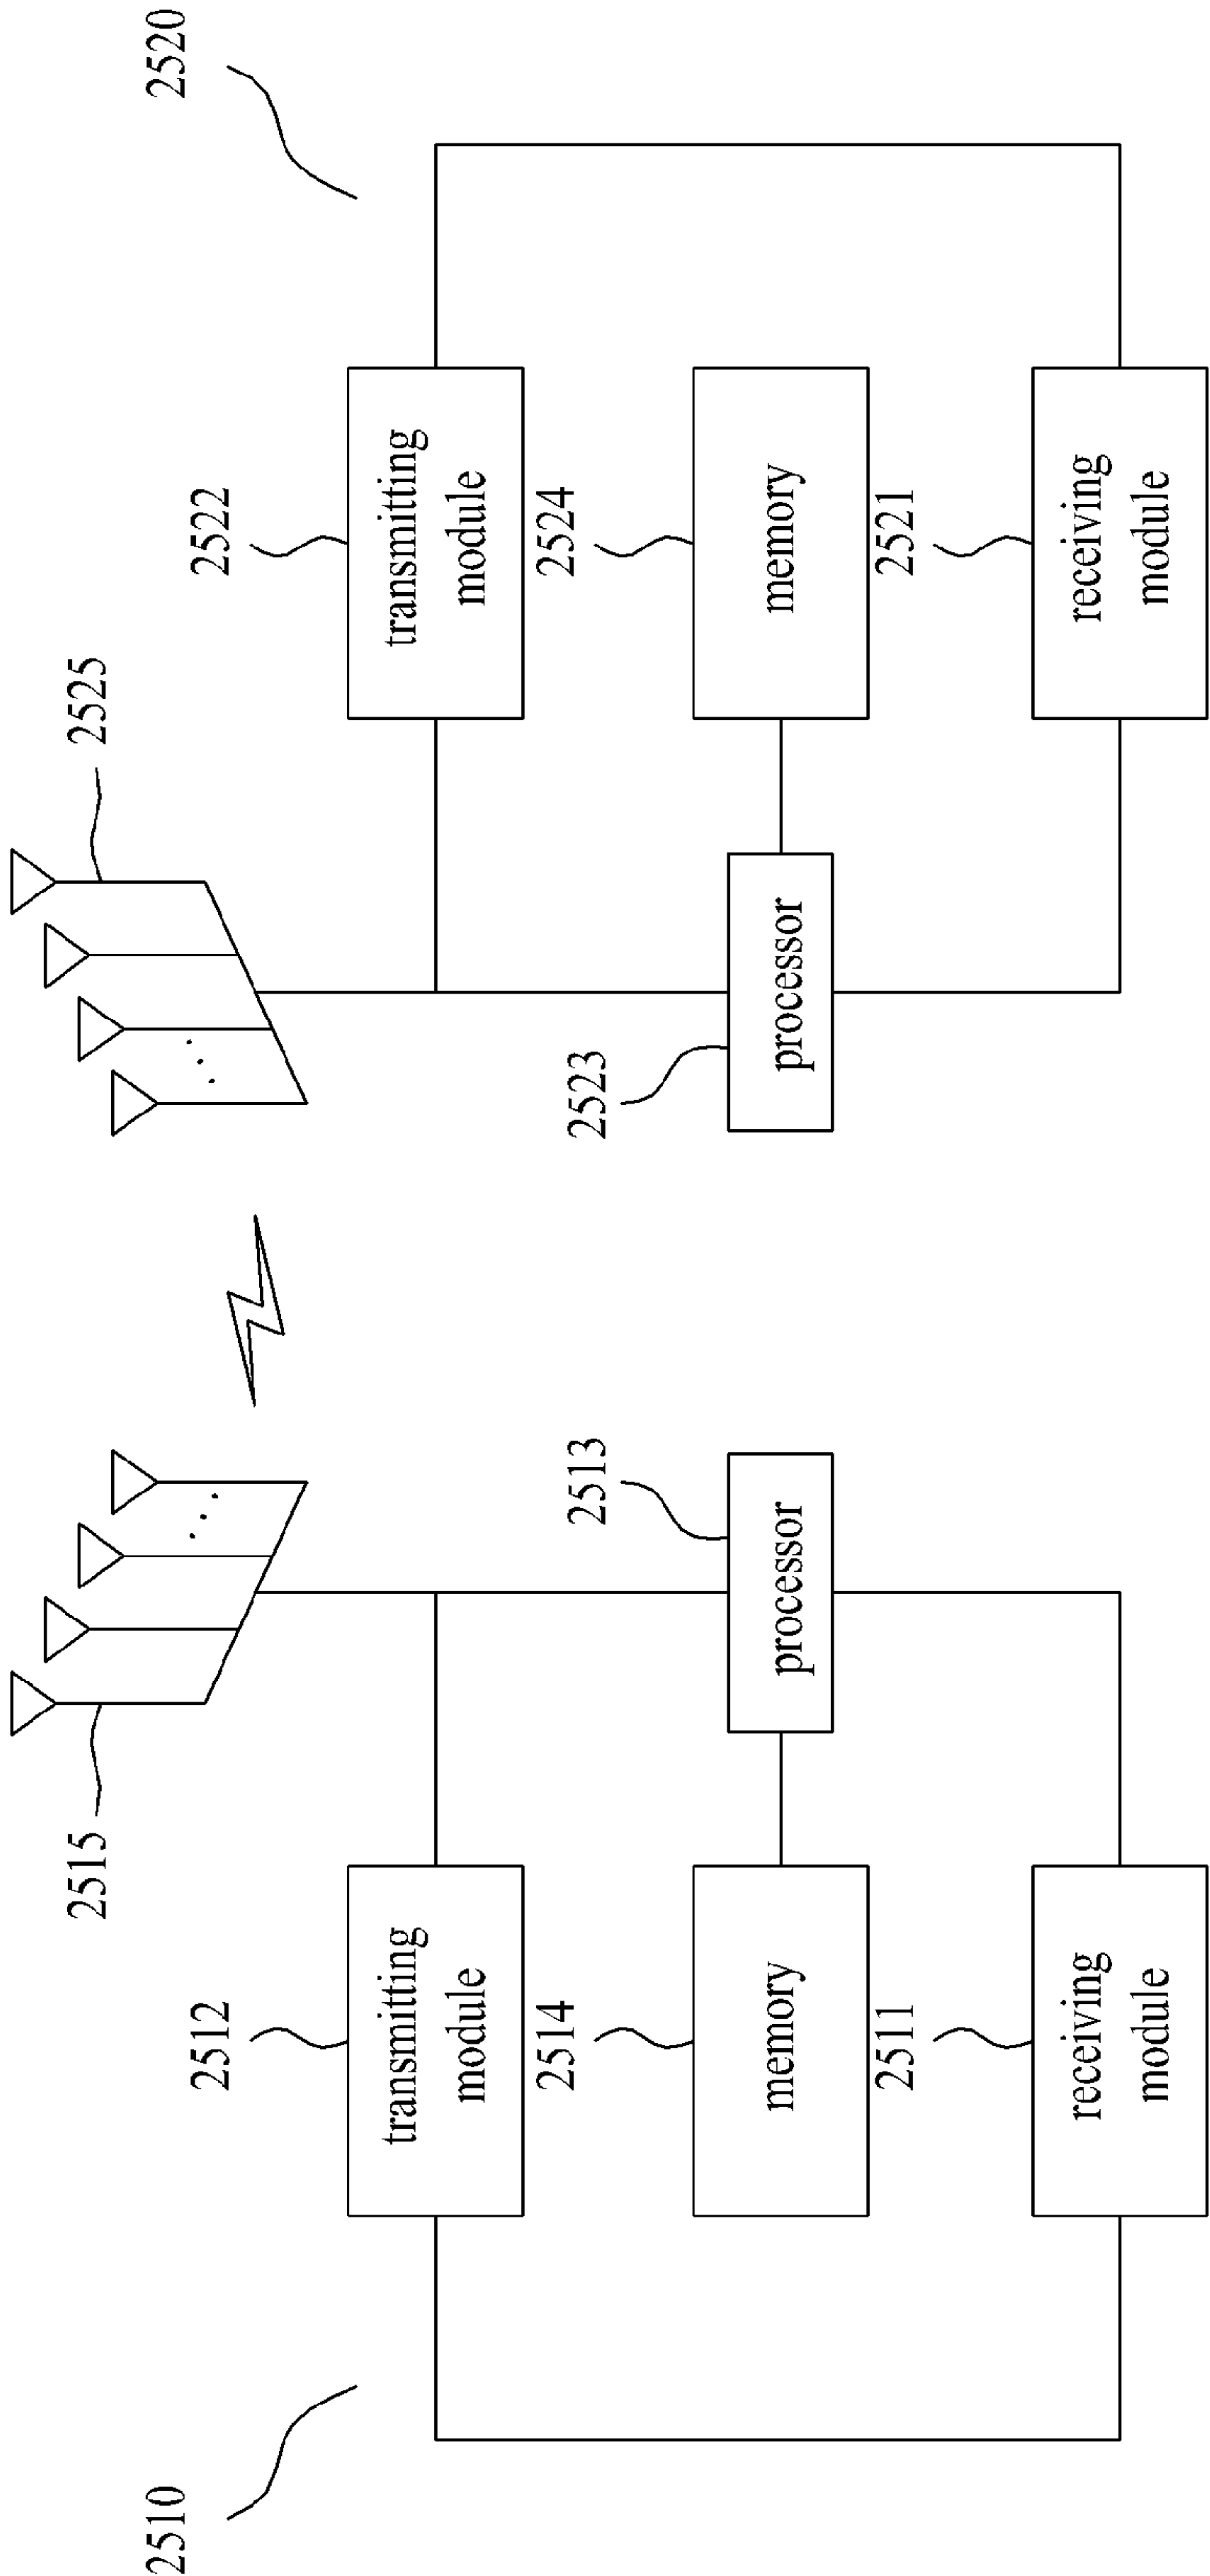 2510
2515
2512
transmitting
module
2514
memory
2511
receiving
module
2513
processor
2520
2525
2522
transmitting
module
2524
memory
2521
receiving
module
2523
processor